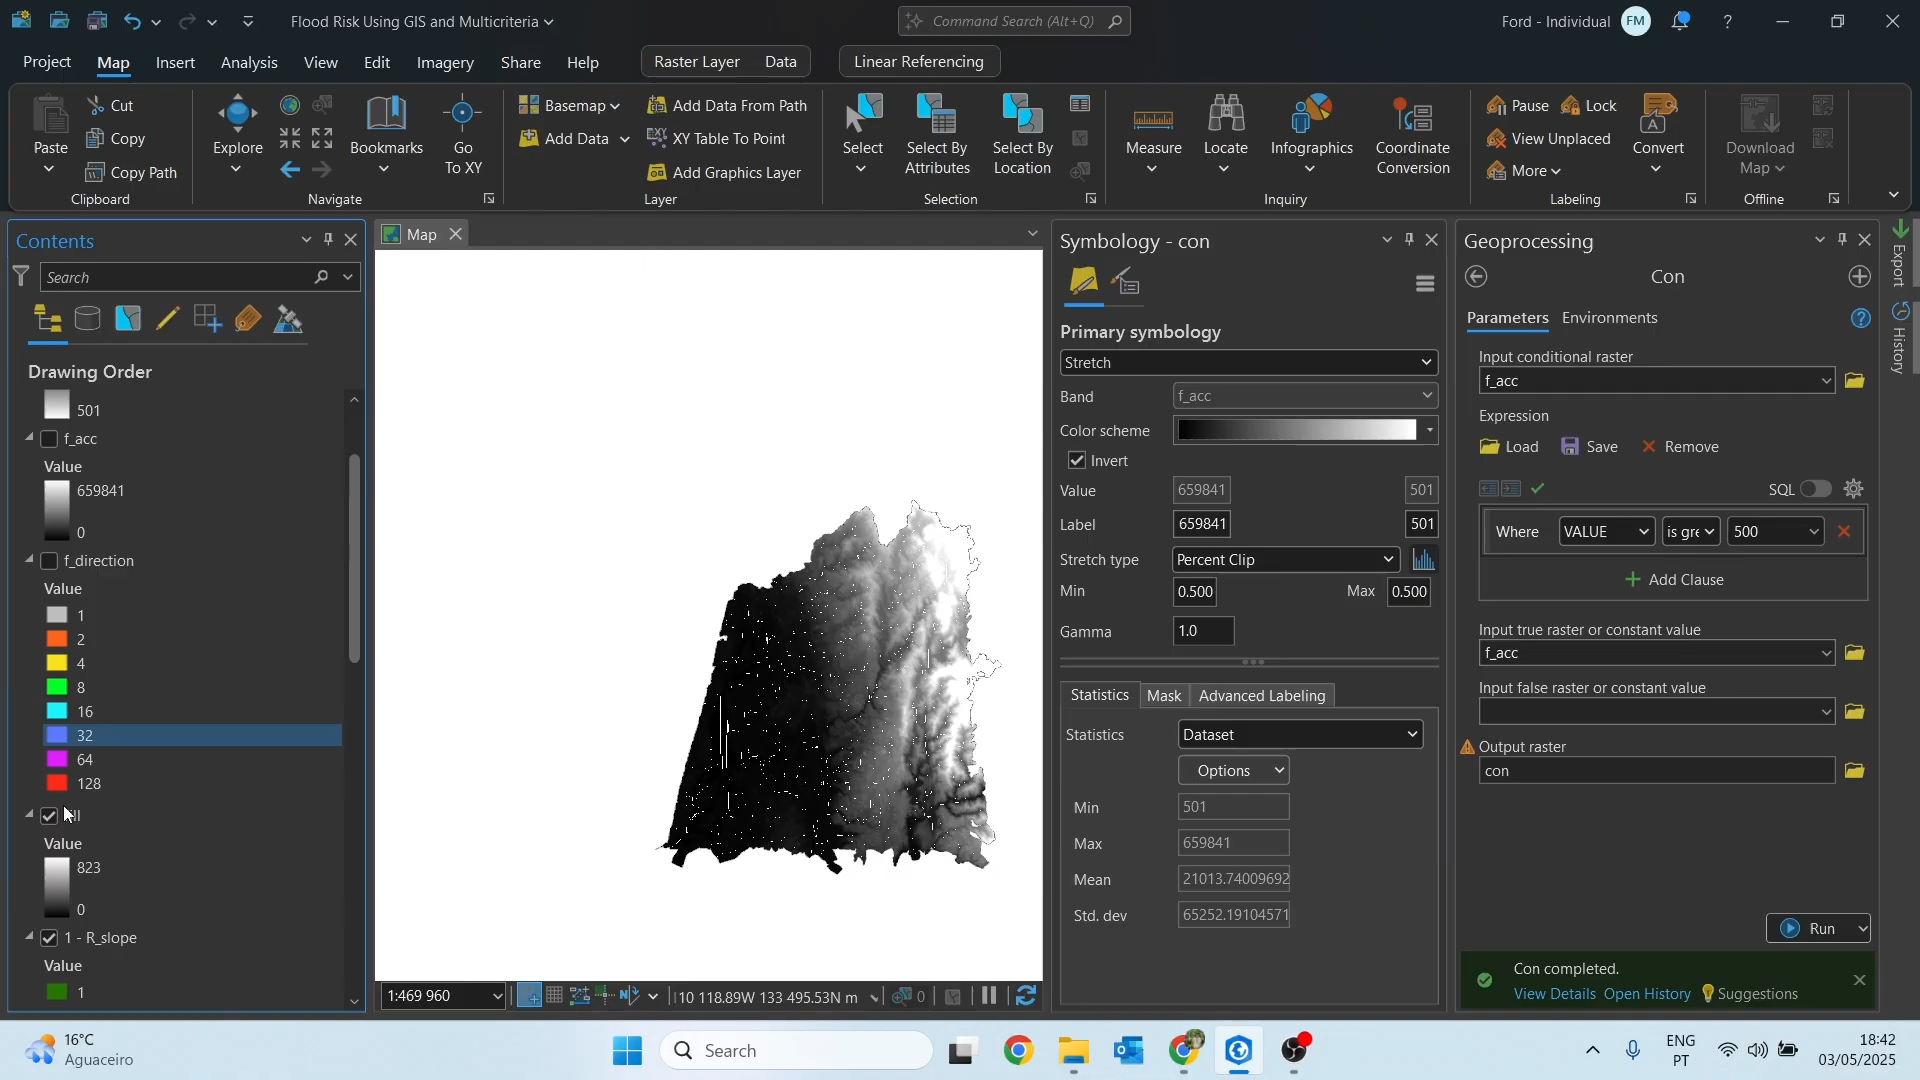 Flood Risk Using GIS and Multicriteria
Command Search (Alt+Q)
Ford - Individual
FM
?
Project
Map
Insert
Analysis
View
Edit
Imagery
Share
Help
Raster Layer
Data
Linear Referencing
Paste
Cut
Copy
Copy Path
Clipboard
Explore
Bookmarks
Go To XY
Navigate
Basemap
Add Data
Add Data From Path
XY Table To Point
Add Graphics Layer
Layer
Select
Select By Attributes
Select By Location
Selection
Measure
Locate
Infographics
Coordinate Conversion
Inquiry
Pause
Lock
View Unplaced
More
Convert
Labeling
Download Map
Offline
Contents
Search
Drawing Order
501
f_acc
Value
659841
0
f_direction
Value
1
2
4
8
16
32
64
128
Value
823
0
1 - R_slope
Value
1
Map
1:469 960
10 118.89W 133 495.53N m
0
Symbology - con
Primary symbology
Stretch
Band
f_acc
Color scheme
Invert
Value
659841
501
Label
659841
501
Stretch type
Percent Clip
Min
0.500
Max
0.500
Gamma
1.0
Statistics
Mask
Advanced Labeling
Statistics
Dataset
Options
Min
501
Max
659841
Mean
21013.74009692
Std. dev
65252.19104571
Geoprocessing
Con
Parameters
Environments
?
Input conditional raster
f_acc
Expression
Load
Save
Remove
SQL
Where
VALUE
is gre
500
Add Clause
Input true raster or constant value
f_acc
Input false raster or constant value
Output raster
con
Run
Con completed.
View Details
Open History
Suggestions
Export
History
16°C
Aguaceiro
Search
ENG
PT
18:42
03/05/2025